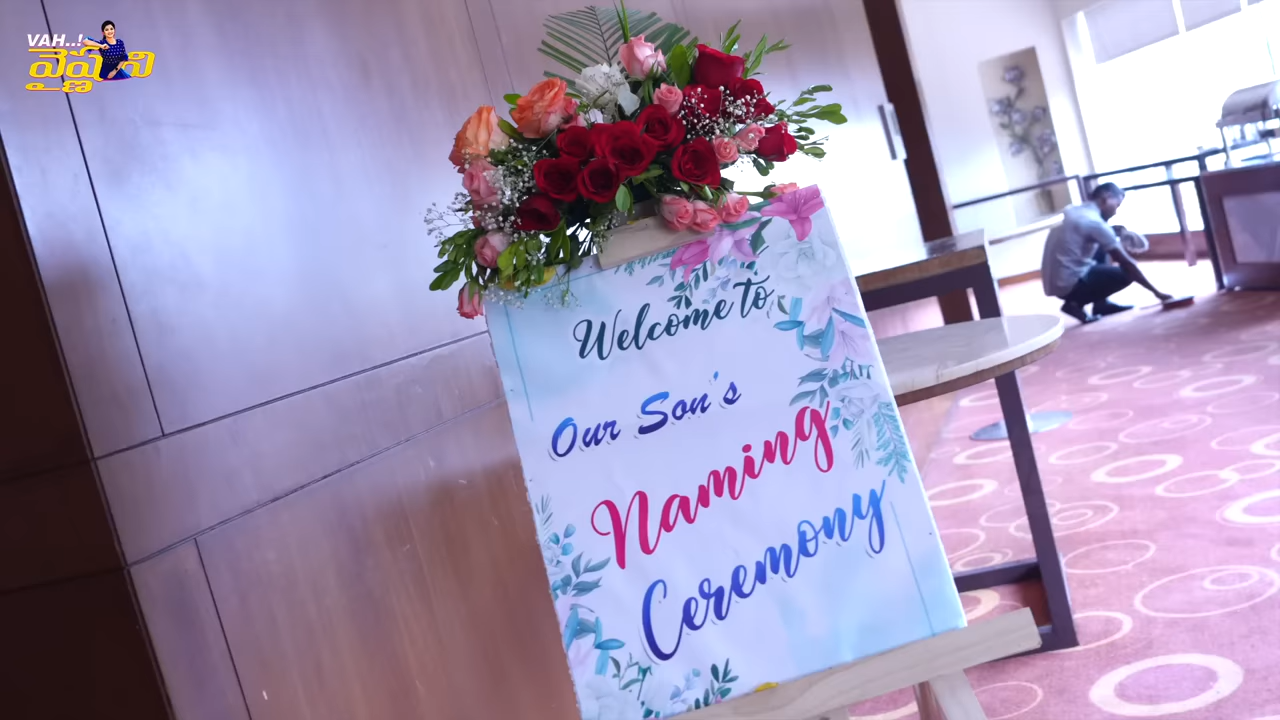 VAH..!
వైష్ణవి
Welcome to
Our Son's
Naming
Ceremony